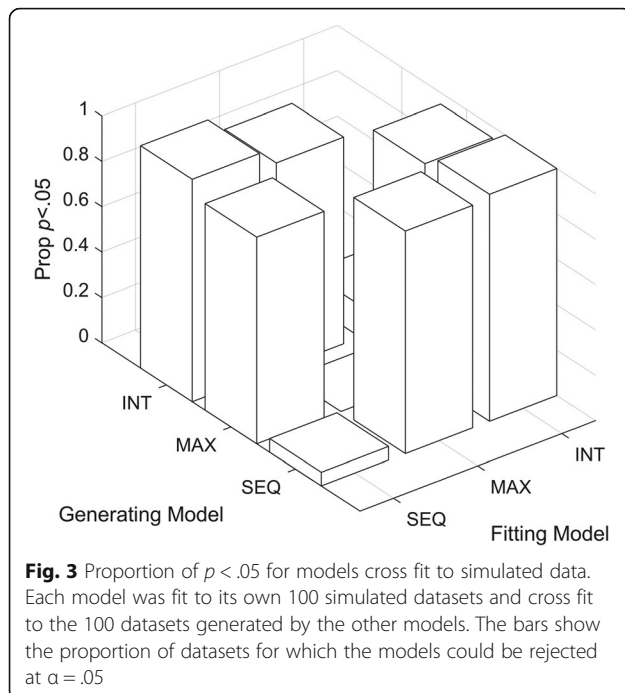 1
0.8
0.6
0.4
0.2
0
Prop p<.05
INT
MAX
SEQ
Generating Model
SEQ
MAX
INT
Fitting Model
Fig. 3 Proportion of p < .05 for models cross fit to simulated data.
Each model was fit to its own 100 simulated datasets and cross fit
to the 100 datasets generated by the other models. The bars show
the proportion of datasets for which the models could be rejected
at α = .05